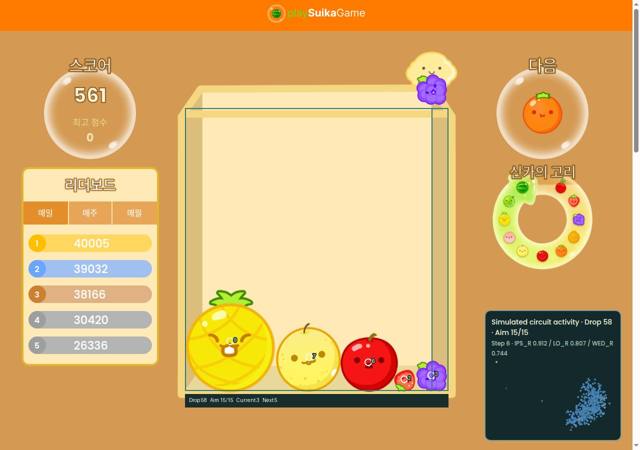 playSuikaGame
스코어
561
최고 점수
0
리더보드
매일
매주
매월
1 40005
2 39032
3 38166
4 30420
5 26336
다음
신카의 고리
Simulated circuit activity · Drop 58
· Aim 15/15
Step 6 · IPS_R 0.912 / LO_R 0.807 / WED_R
0.744
Drop58 Aim 15/15 Current3 Next5